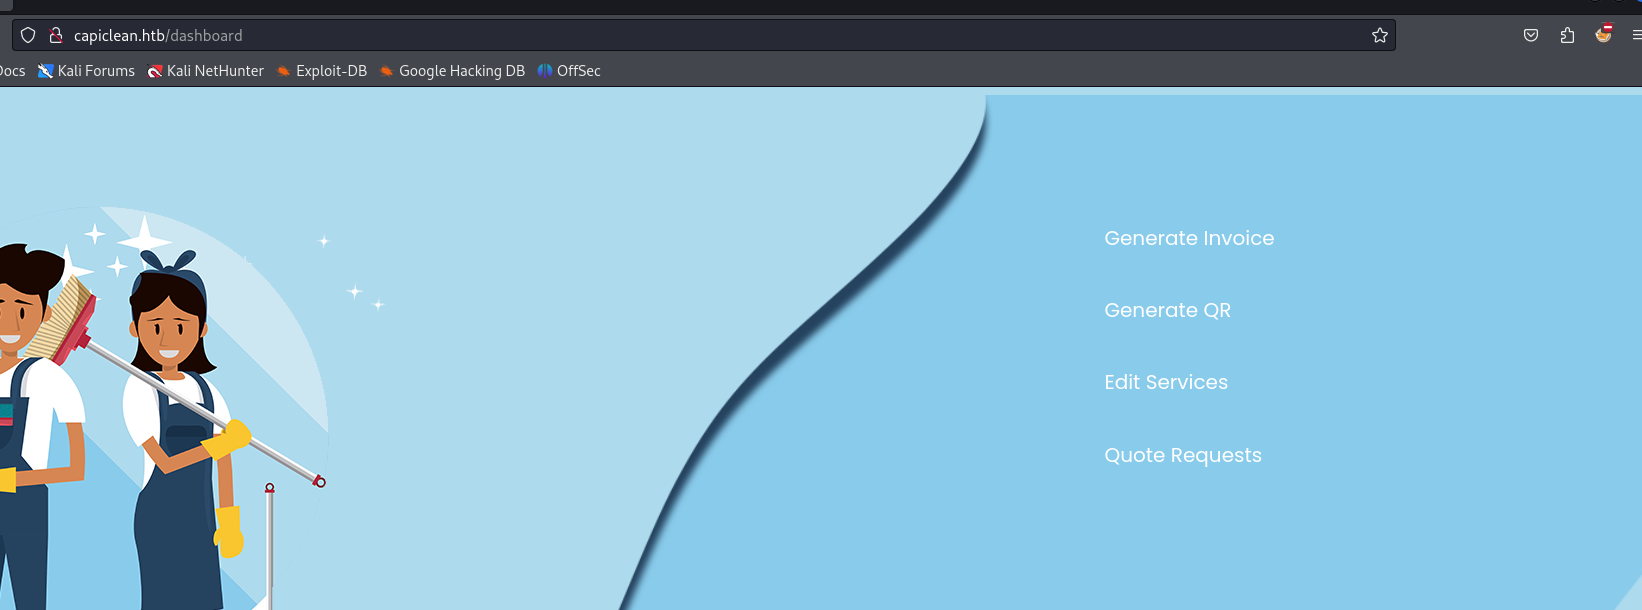 capiclean.htb/dashboard
Kali Forums Kali NetHunter Exploit-DB Google Hacking DB OffSec
Generate Invoice
Generate QR
Edit Services
Quote Requests